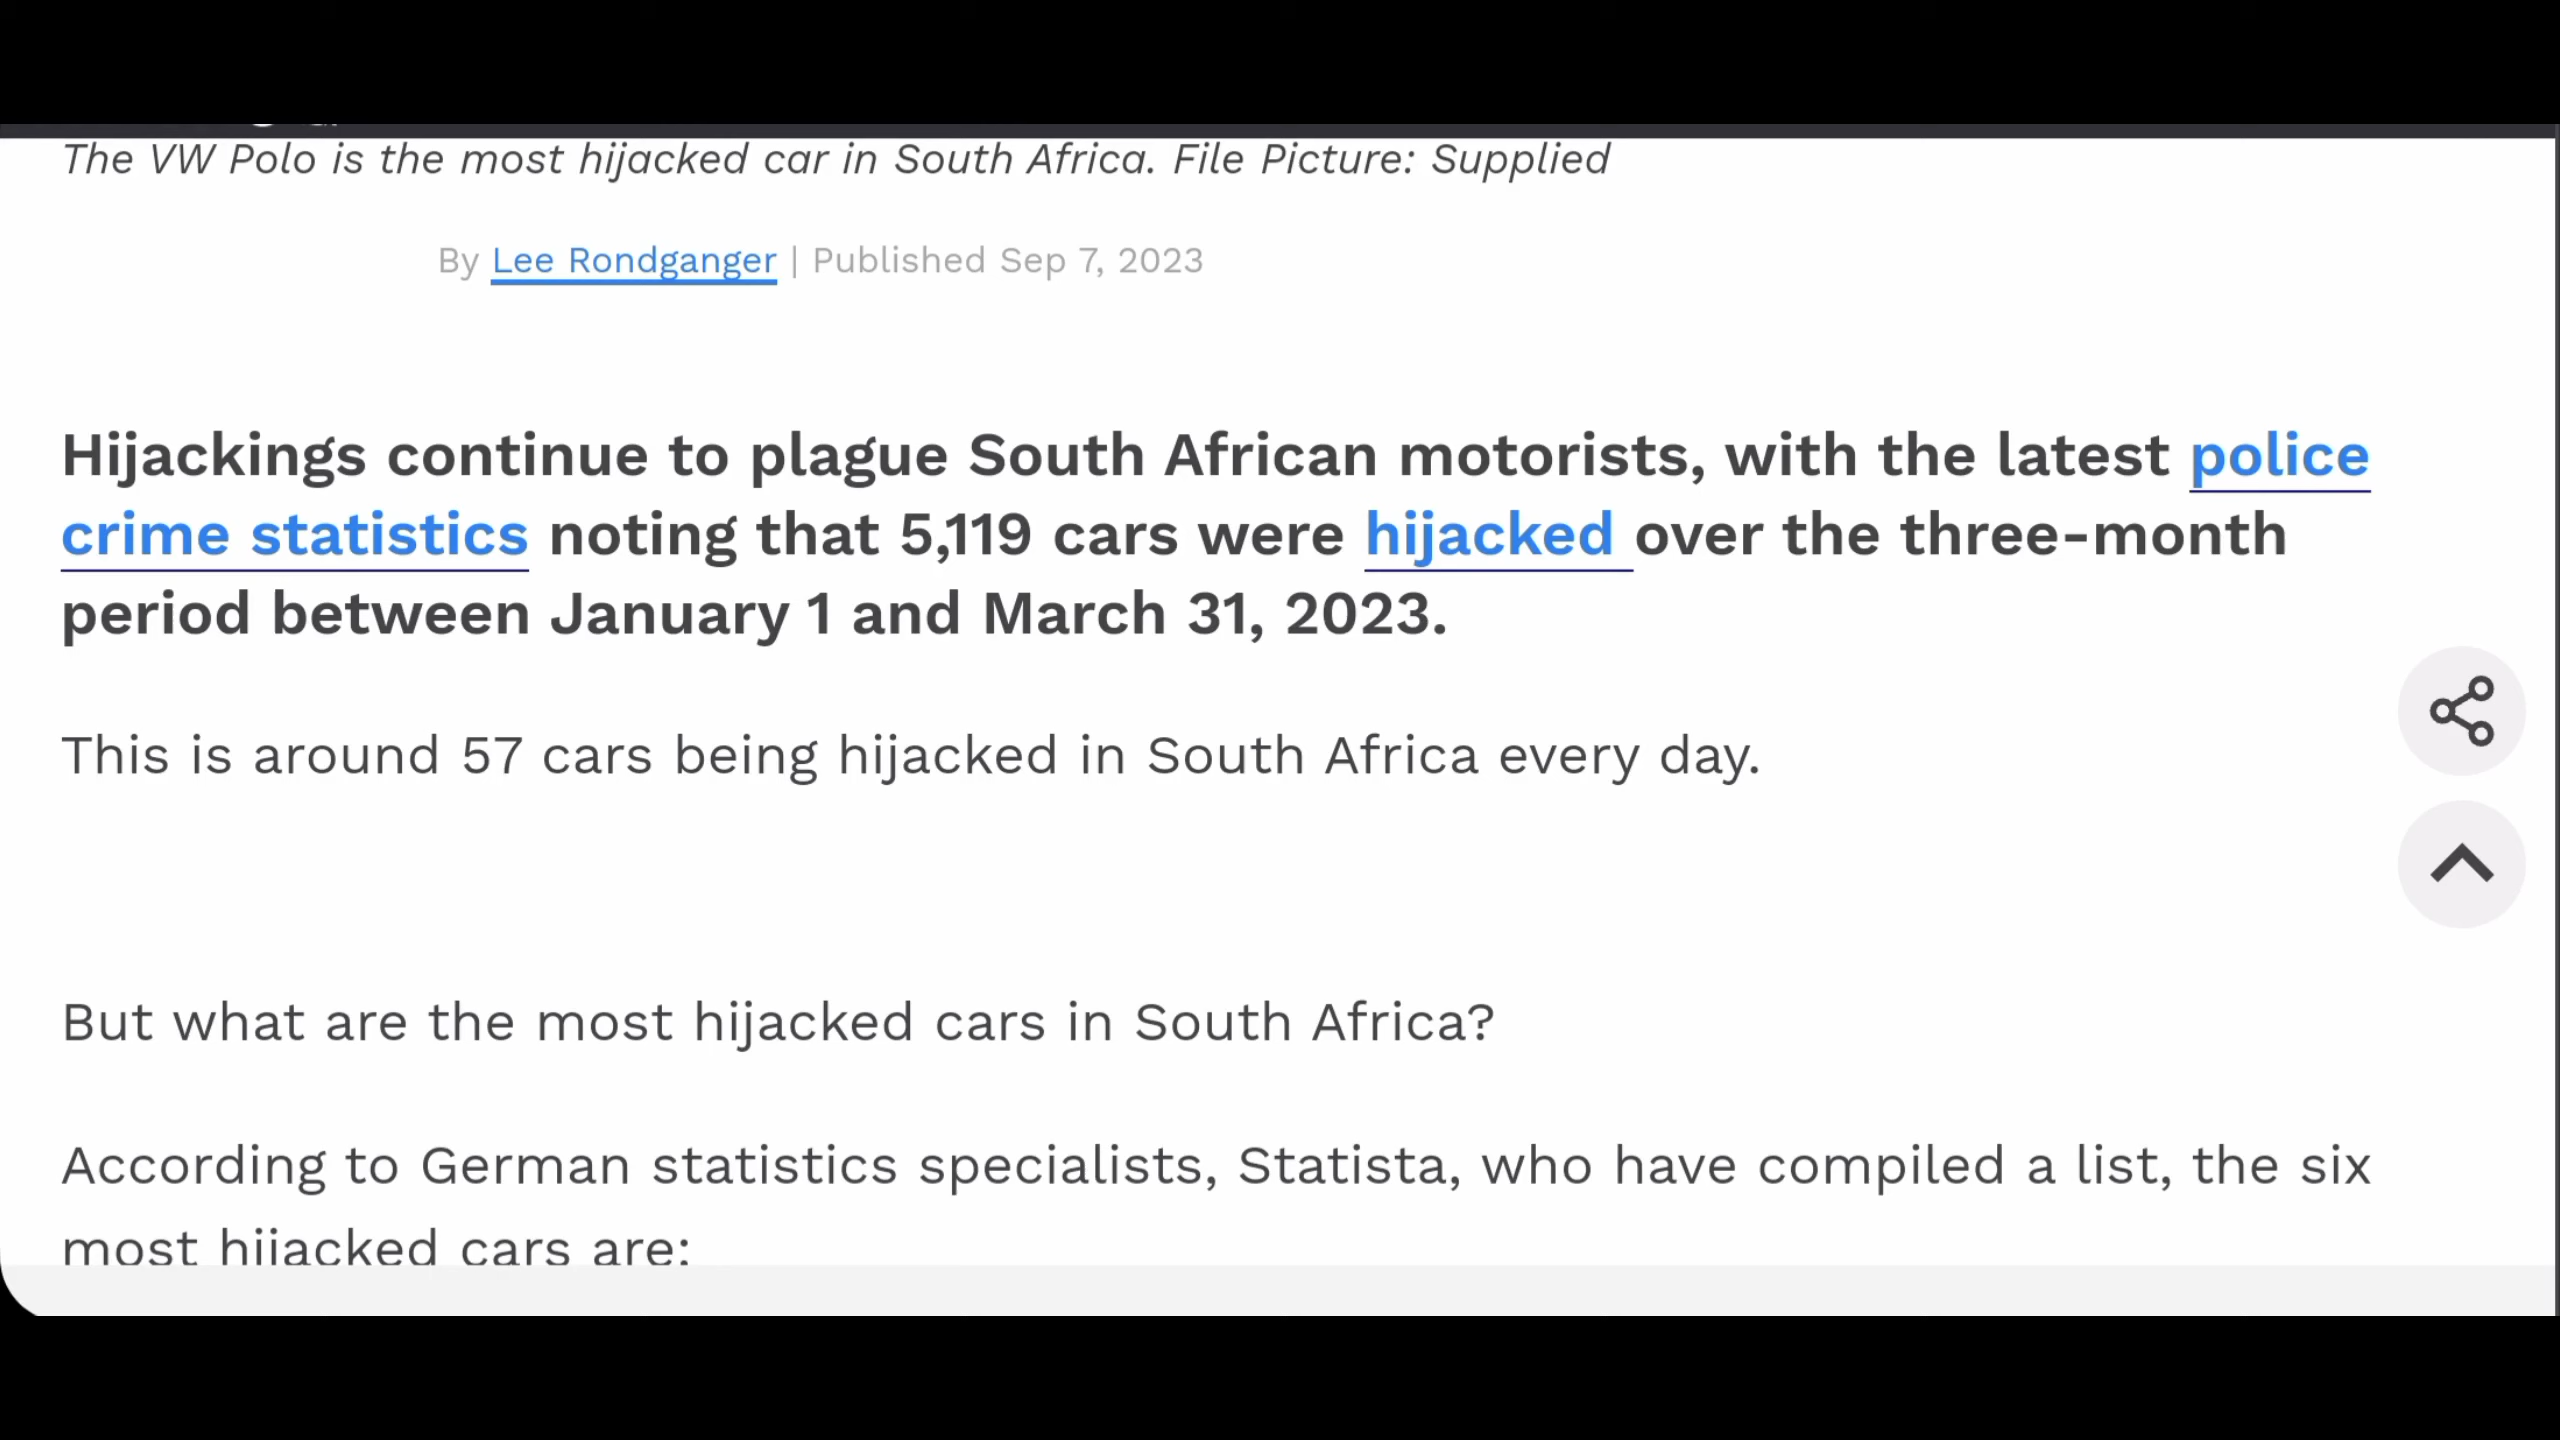 The VW Polo is the most hijacked car in South Africa. File Picture: Supplied
By Lee Rondganger | Published Sep 7, 2023
Hijackings continue to plague South African motorists, with the latest police
crime statistics noting that 5,119 cars were hijacked over the three-month
period between January 1 and March 31, 2023.
This is around 57 cars being hijacked in South Africa every day.
But what are the most hijacked cars in South Africa?
According to German statistics specialists, Statista, who have compiled a list, the six
most hijacked cars are: